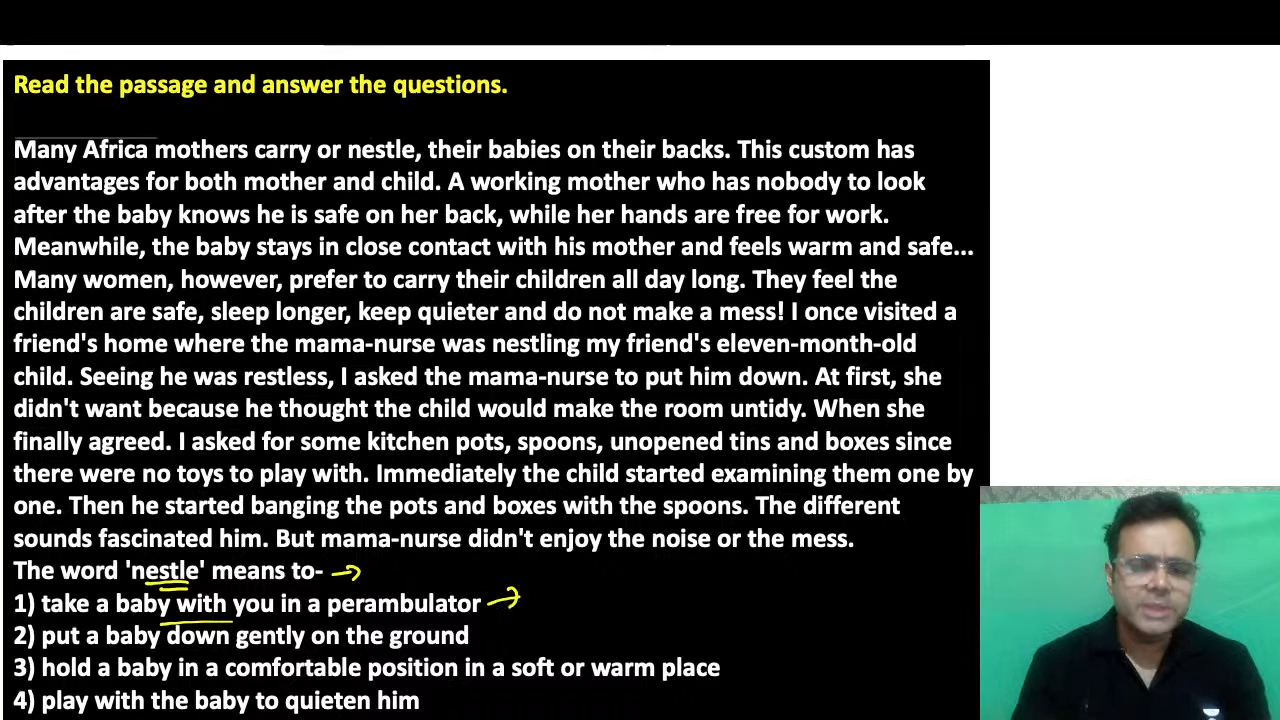 Read the passage and answer the questions.
Many Africa mothers carry or nestle, their babies on their backs. This custom has
advantages for both mother and child. A working mother who has nobody to look
after the baby knows he is safe on her back, while her hands are free for work.
Meanwhile, the baby stays in close contact with his mother and feels warm and safe...
Many women, however, prefer to carry their children all day long. They feel the
children are safe, sleep longer, keep quieter and do not make a mess! I once visited a
friend's home where the mama-nurse was nestling my friend's eleven-month-old
child. Seeing he was restless, I asked the mama-nurse to put him down. At first, she
didn't want because he thought the child would make the room untidy. When she
finally agreed. I asked for some kitchen pots, spoons, unopened tins and boxes since
there were no toys to play with. Immediately the child started examining them one by
one. Then he started banging the pots and boxes with the spoons. The different
sounds fascinated him. But mama-nurse didn't enjoy the noise or the mess.
The word 'nestle' means to-
1) take a baby with you in a perambulator
2) put a baby down gently on the ground
3) hold a baby in a comfortable position in a soft or warm place
4) play with the baby to quieten him